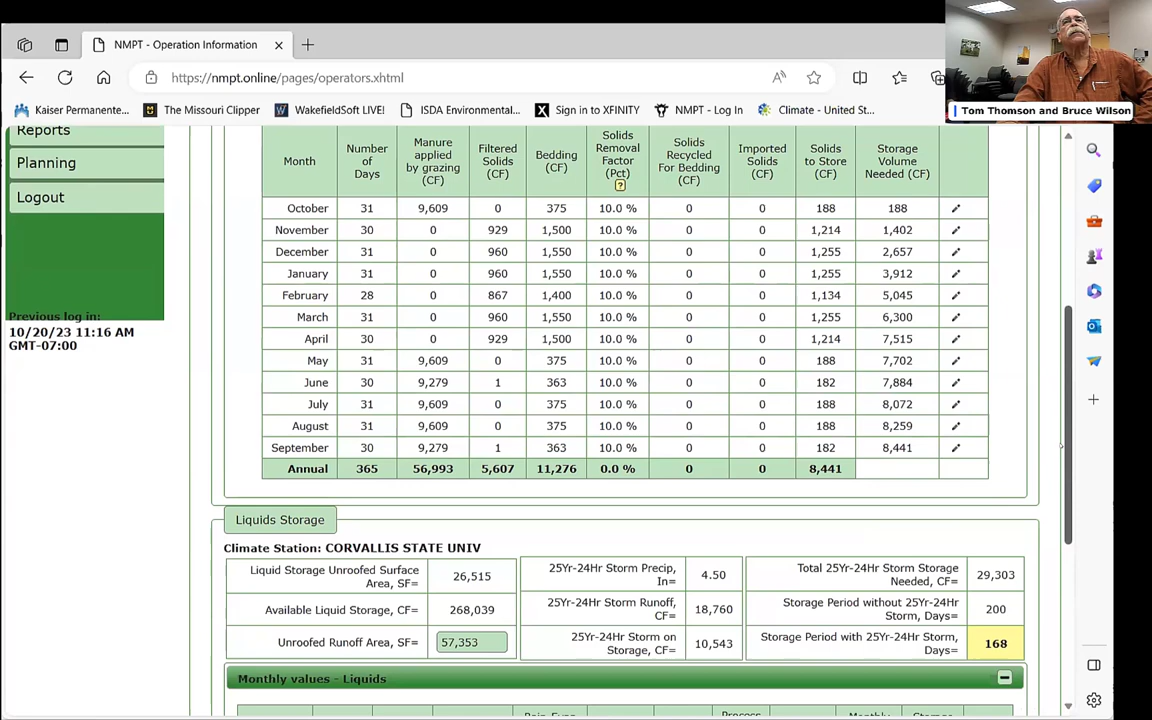 NMPT - Operation Information
https://nmpt.online/pages/operators.xhtml
Kaiser Permanente... The Missouri Clipper WakefieldSoft LIVE! ISDA Environmental... Sign in to XFINITY NMPT - Log In Climate - United St...
Tom Thomson and Bruce Wilson
Reports
Planning
Logout
Previous log in:
10/20/23 11:16 AM
GMT-07:00
Month Number of Days Manure applied by grazing (CF) Filtered Solids (CF) Bedding (CF) Solids Removal Factor (Pct) ? Solids Recycled For Bedding (CF) Imported Solids (CF) Solids to Store (CF) Storage Volume Needed (CF)
October 31 9,609 0 375 10.0 % 0 0 188 188
November 30 0 929 1,500 10.0 % 0 0 1,214 1,402
December 31 0 960 1,550 10.0 % 0 0 1,255 2,657
January 31 0 960 1,550 10.0 % 0 0 1,255 3,912
February 28 0 867 1,400 10.0 % 0 0 1,134 5,045
March 31 0 960 1,550 10.0 % 0 0 1,255 6,300
April 30 0 929 1,500 10.0 % 0 0 1,214 7,515
May 31 9,609 0 375 10.0 % 0 0 188 7,702
June 30 9,279 1 363 10.0 % 0 0 182 7,884
July 31 9,609 0 375 10.0 % 0 0 188 8,072
August 31 9,609 0 375 10.0 % 0 0 188 8,259
September 30 9,279 1 363 10.0 % 0 0 182 8,441
Annual 365 56,993 5,607 11,276 0.0 % 0 0 8,441
Liquids Storage
Climate Station: CORVALLIS STATE UNIV
Liquid Storage Unroofed Surface Area, SF= 26,515 25Yr-24Hr Storm Precip, In= 4.50 Total 25Yr-24Hr Storm Storage Needed, CF= 29,303
Available Liquid Storage, CF= 268,039 25Yr-24Hr Storm Runoff, CF= 18,760 Storage Period without 25Yr-24Hr Storm, Days= 200
Unroofed Runoff Area, SF= 57,353 25Yr-24Hr Storm on Storage, CF= 10,543 Storage Period with 25Yr-24Hr Storm, Days= 168
Monthly values - Liquids